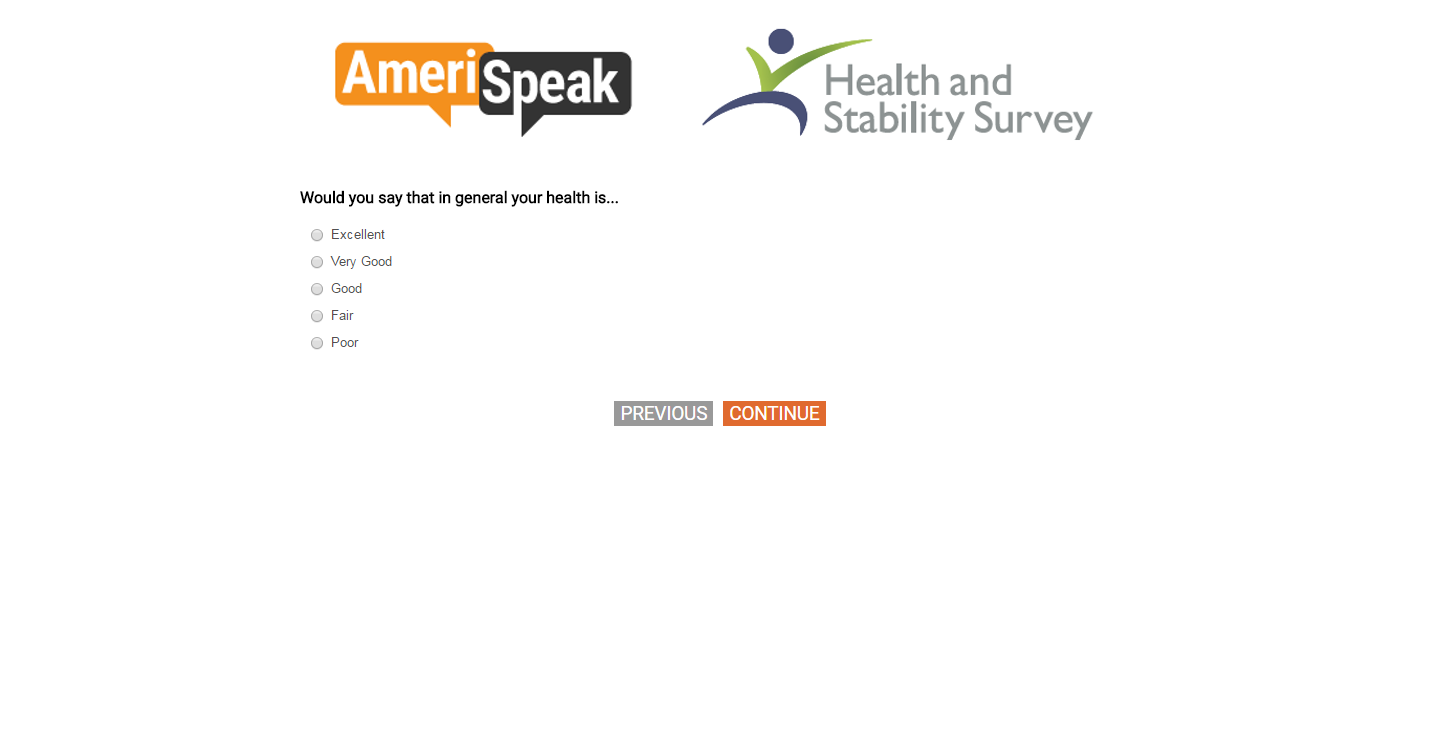 AmeriSpeak
Health and
Stability Survey
Would you say that in general your health is...
Excellent
Very Good
Good
Fair
Poor
PREVIOUS CONTINUE